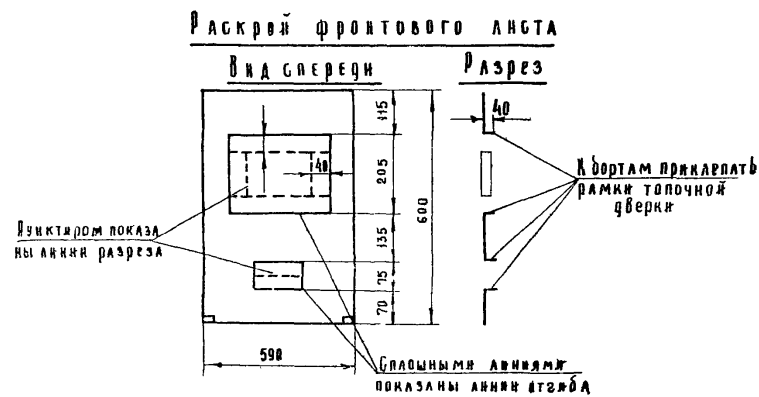 Раскрой фронтового листа
Вид спереди
Разрез
115
40
40
205
600
К бортам приклепать
рамки топочной
дверки
Пунктиром показа
ны линии разреза
135
75
70
590
Сплошными линиями
показаны линии отгиба